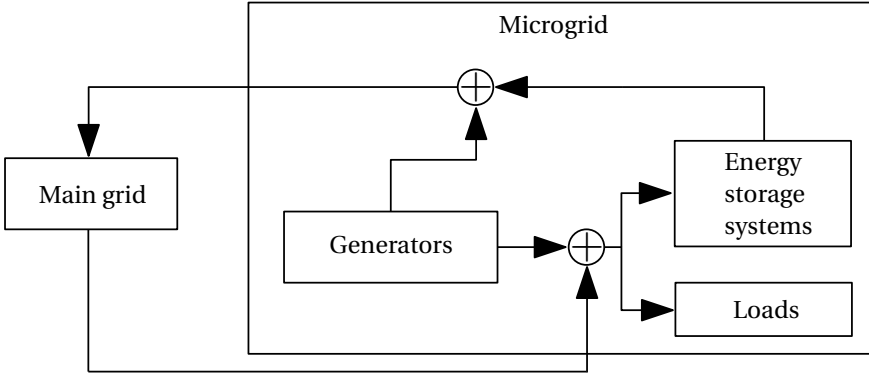 Microgrid
Main grid
Generators
Energy
storage
systems
Loads